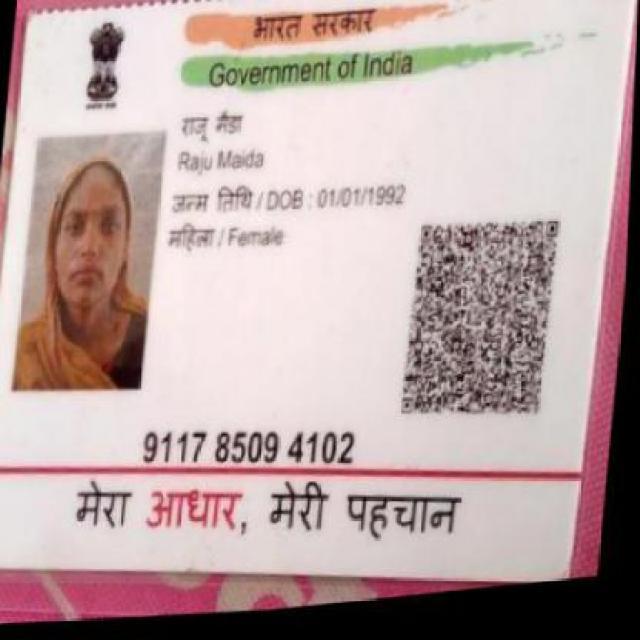 भारत सरकार
Government of India
राजू मैडा
Raju Maida
जन्म तिथि / DOB : 01/01/1992
महिला / Female
9117 8509 4102
मेरा आधार, मेरी पहचान